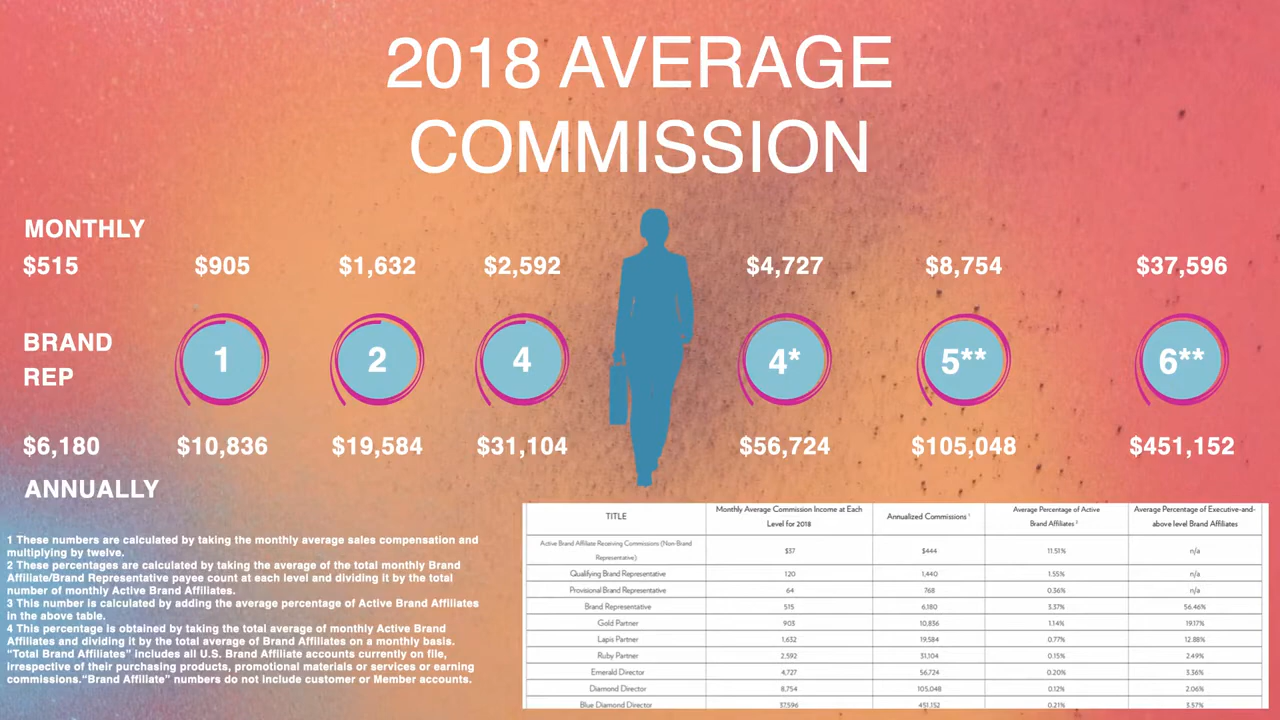 2018 AVERAGE
COMMISSION
MONTHLY
$515 $905 $1,632 $2,592 $4,727 $8,754 $37,596
BRAND
REP
1 2 4 4* 5** 6**
$6,180 $10,836 $19,584 $31,104 $56,724 $105,048 $451,152
ANNUALLY
1 These numbers are calculated by taking the monthly average sales compensation and
multiplying by twelve.
2 These percentages are calculated by taking the average of the total monthly Brand
Affiliate/Brand Representative payee count at each level and dividing it by the total
number of monthly Active Brand Affiliates.
3 This number is calculated by adding the average percentage of Active Brand Affiliates
in the above table.
4 This percentage is obtained by taking the total average of monthly Active Brand
Affiliates and dividing it by the total average of Brand Affiliates on a monthly basis.
“Total Brand Affiliates” includes all U.S. Brand Affiliate accounts currently on file,
irrespective of their purchasing products, promotional materials or services or earning
commissions.“Brand Affiliate” numbers do not include customer or Member accounts.
TITLE
Monthly Average Commission Income at Each
Level for 2018
Annualized Commissions ¹
Average Percentage of Active
Brand Affiliates ²
Average Percentage of Executive-and-
above level Brand Affiliates
Active Brand Affiliate Receiving Commissions (Non-Brand
Representative)
$37 $444 11.51% n/a
Qualifying Brand Representative 120 1,440 1.55% n/a
Provisional Brand Representative 64 768 0.36% n/a
Brand Representative 515 6,180 3.37% 56.46%
Gold Partner 903 10,836 1.14% 19.17%
Lapis Partner 1,632 19,584 0.77% 12.88%
Ruby Partner 2,592 31,104 0.15% 2.49%
Emerald Director 4,727 56,724 0.20% 3.36%
Diamond Director 8,754 105,048 0.12% 2.06%
Blue Diamond Director 37,596 451,152 0.21% 3.57%